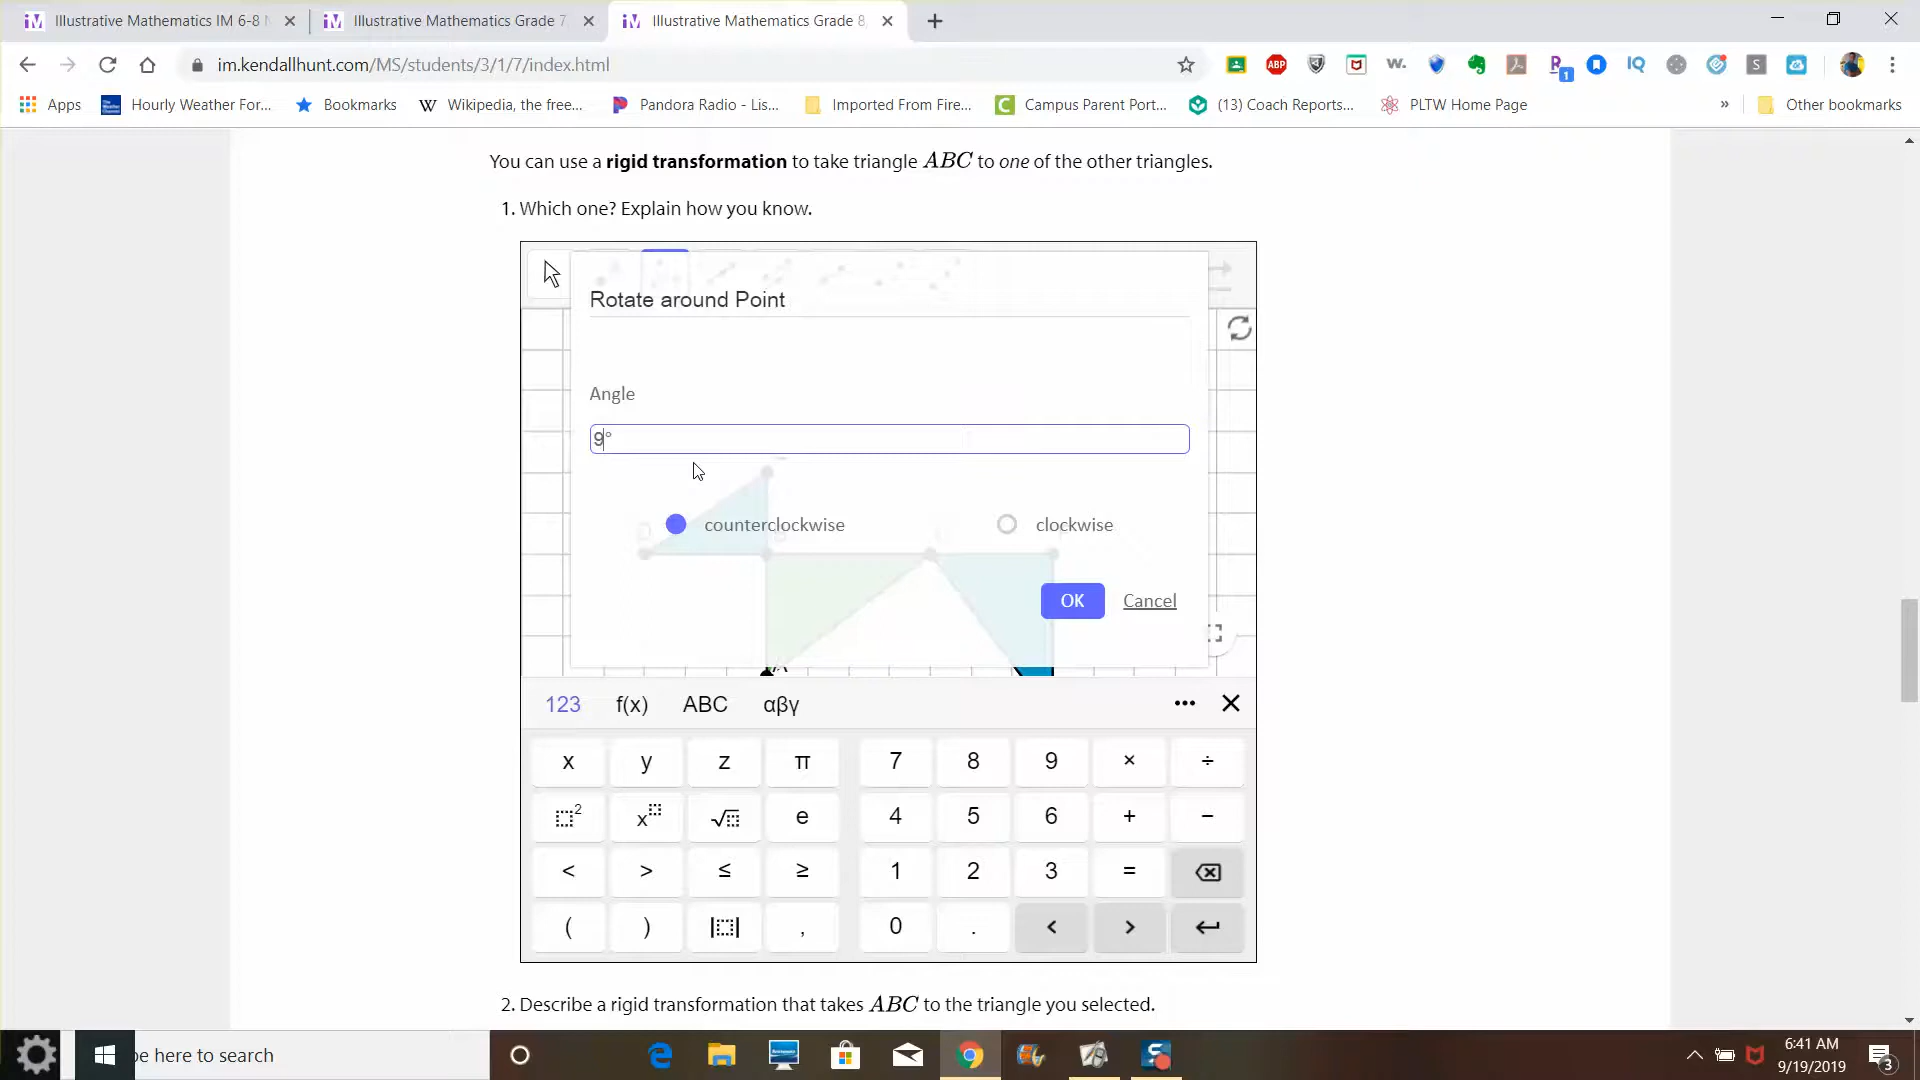 Illustrative Mathematics IM 6-8
Illustrative Mathematics Grade 7
Illustrative Mathematics Grade 8
im.kendallhunt.com/MS/students/3/1/7/index.html
ABP
w.
1
IQ
S
Apps
Hourly Weather For...
Bookmarks
W Wikipedia, the free...
Pandora Radio - Lis...
Imported From Fire...
C Campus Parent Port...
(13) Coach Reports...
PLTW Home Page
»
Other bookmarks
You can use a rigid transformation to take triangle ABC to one of the other triangles.
1. Which one? Explain how you know.
Rotate around Point
Angle
9°
counterclockwise
clockwise
OK
Cancel
123 f(x) ABC αβγ
x y z π 7 8 9 × ÷
x e 4 5 6 + −
< > ≤ ≥ 1 2 3 =
( ) , 0 . < >
2. Describe a rigid transformation that takes ABC to the triangle you selected.
be here to search
6:41 AM
9/19/2019
3